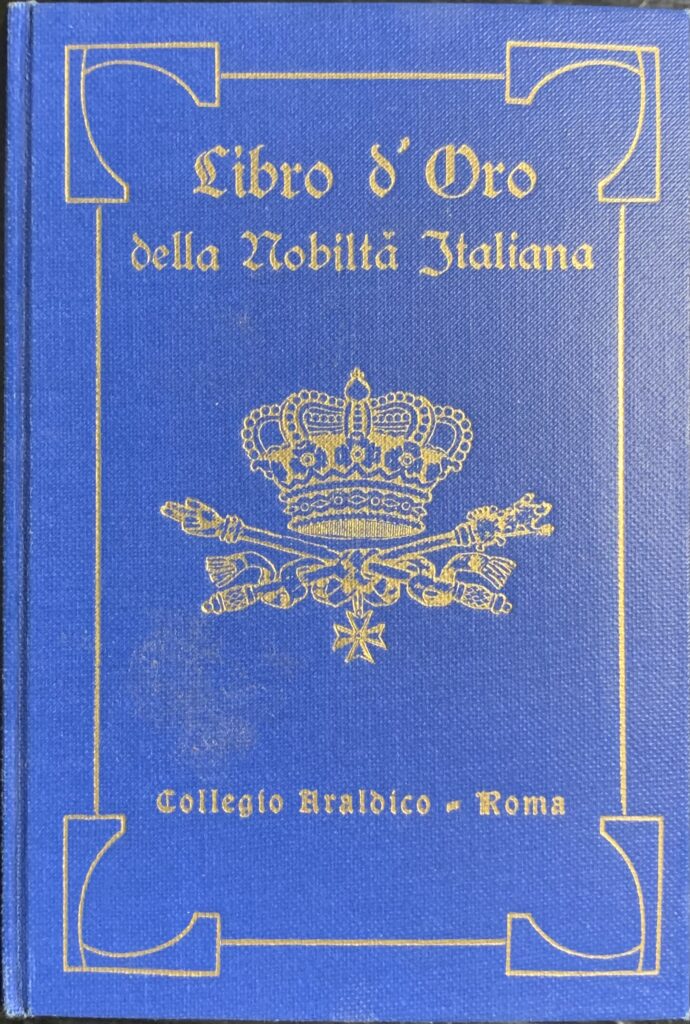 Libro d' Oro
della Nobiltà Italiana
Collegio Araldico - Roma